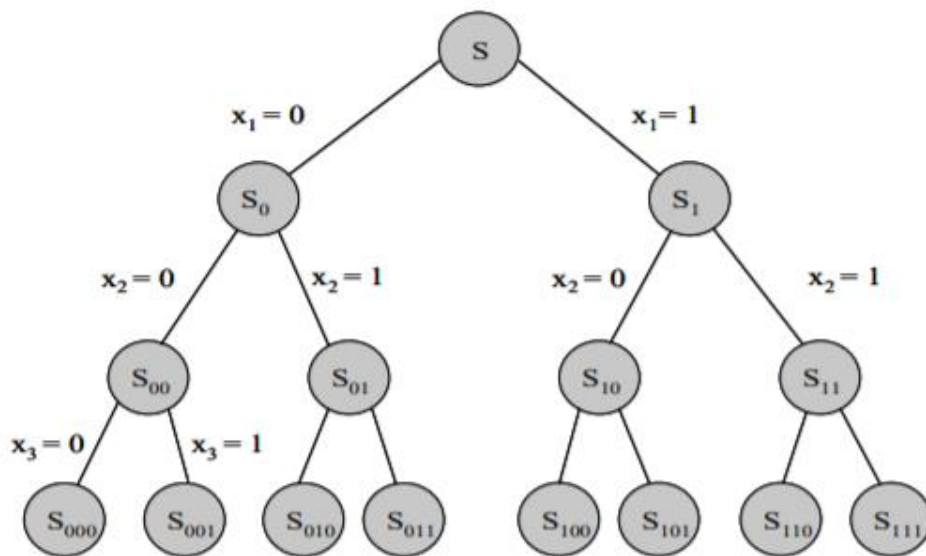 S
x₁ = 0 x₁ = 1
S₀ S₁
x₂ = 0 x₂ = 1 x₂ = 0 x₂ = 1
S₀₀ S₀₁ S₁₀ S₁₁
x₃ = 0 x₃ = 1
S₀₀₀ S₀₀₁ S₀₁₀ S₀₁₁ S₁₀₀ S₁₀₁ S₁₁₀ S₁₁₁